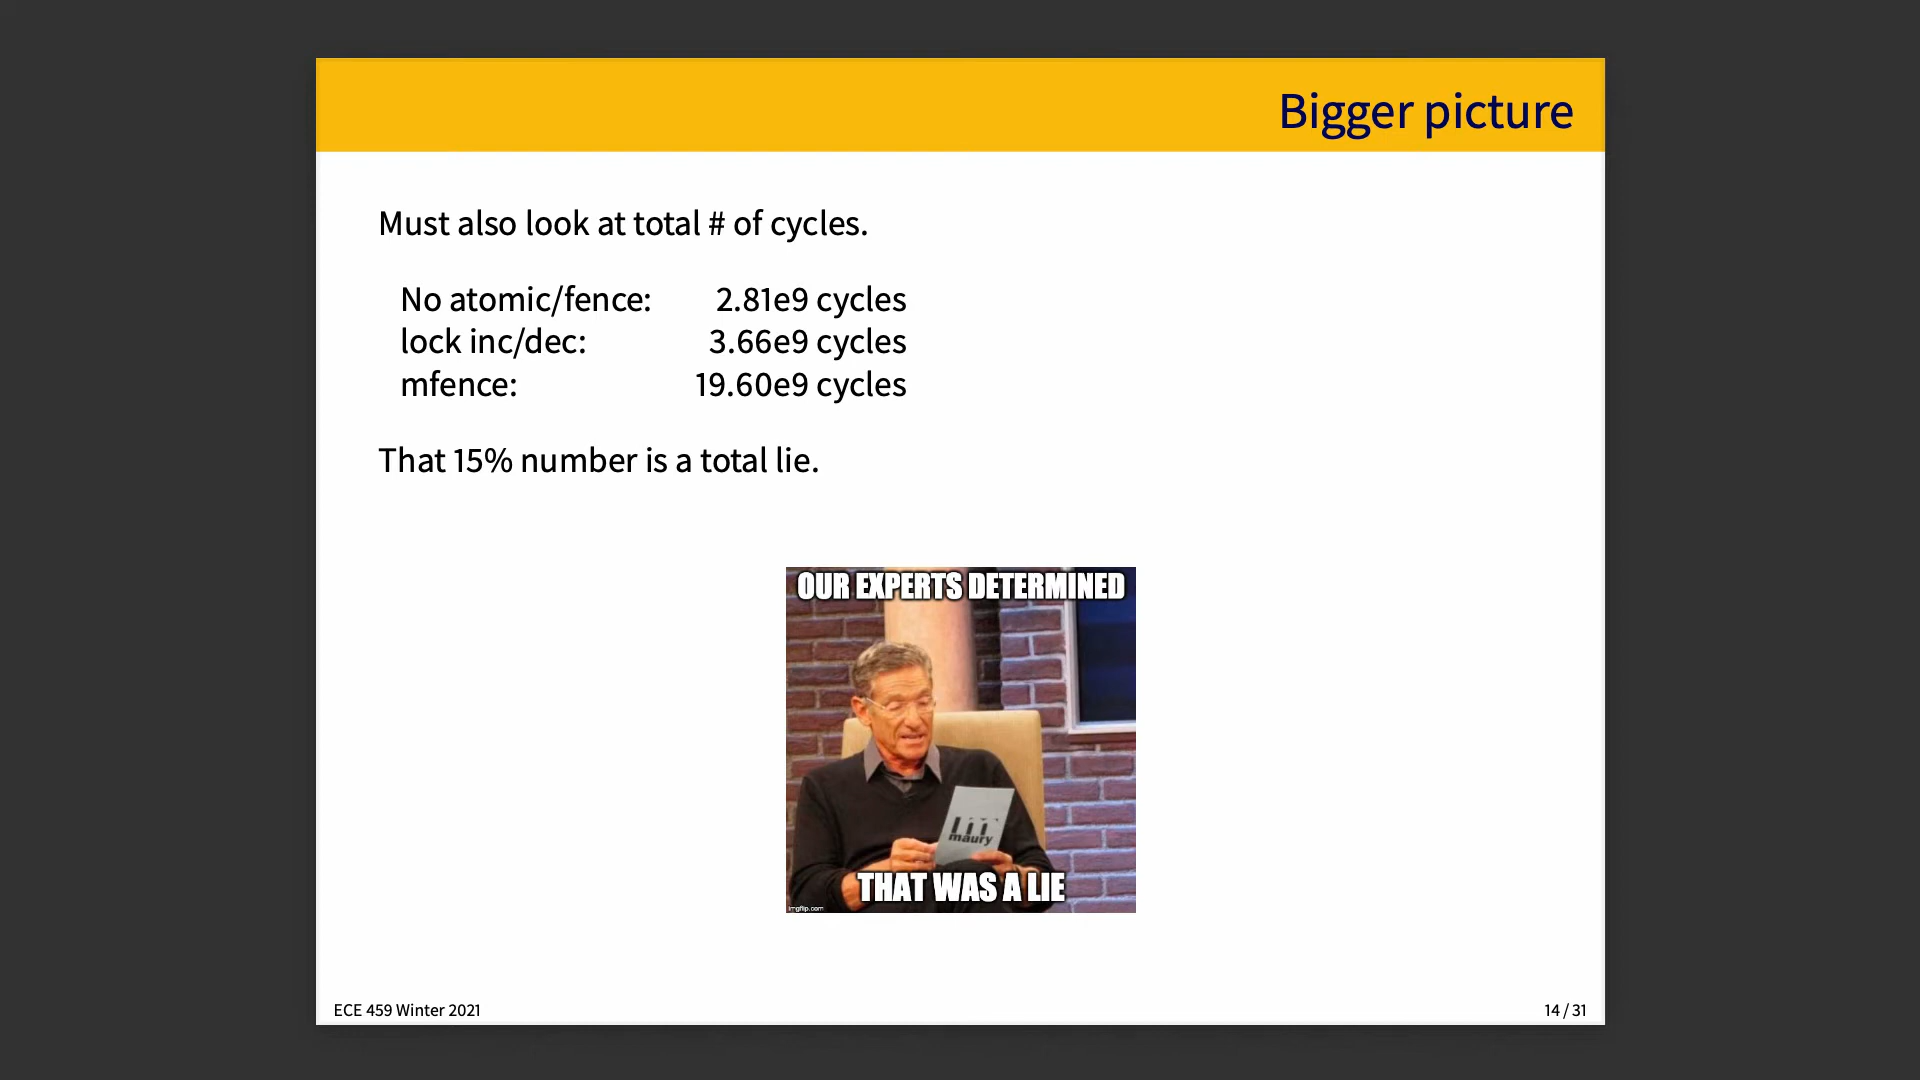 Bigger picture
Must also look at total # of cycles.
No atomic/fence: 2.81e9 cycles
lock inc/dec: 3.66e9 cycles
mfence: 19.60e9 cycles
That 15% number is a total lie.
OUR EXPERTS DETERMINED
maury
THAT WAS A LIE
imgflip.com
ECE 459 Winter 2021
14 / 31